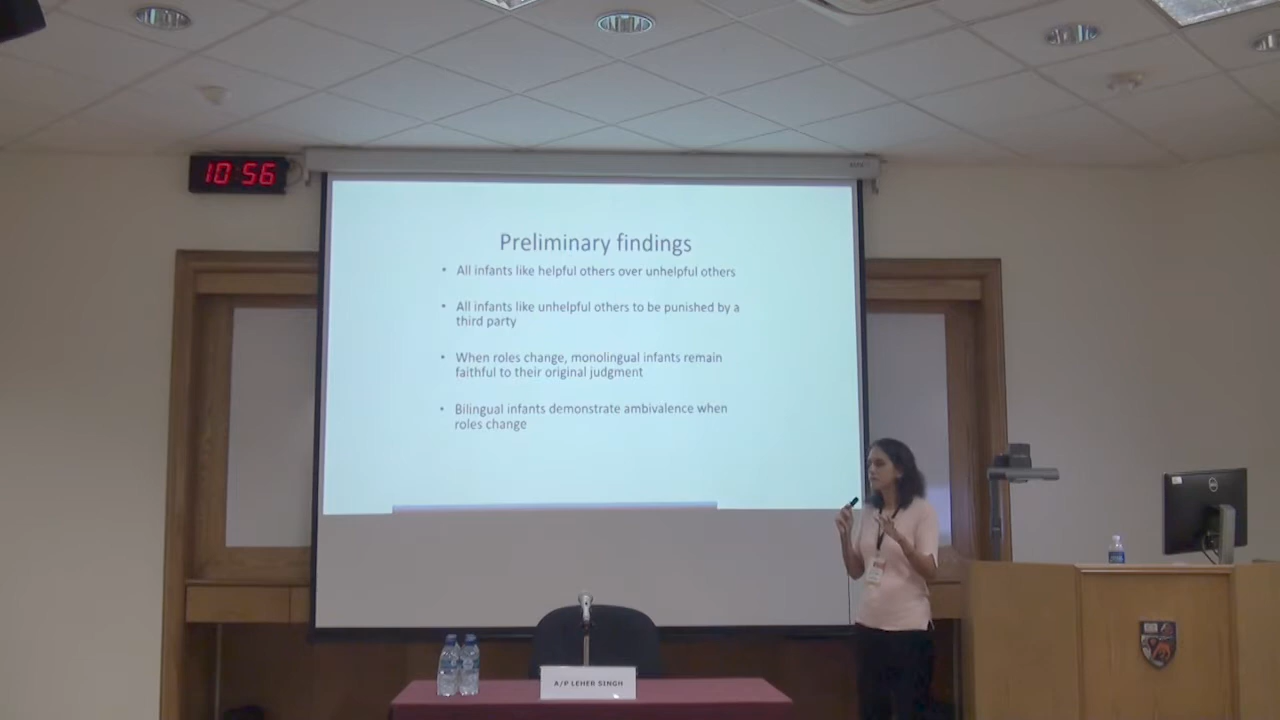 10 56
Preliminary findings
• All infants like helpful others over unhelpful others
• All infants like unhelpful others to be punished by a
third party
• When roles change, monolingual infants remain
faithful to their original judgment
• Bilingual infants demonstrate ambivalence when
roles change
DELL
A/P LEHER SINGH